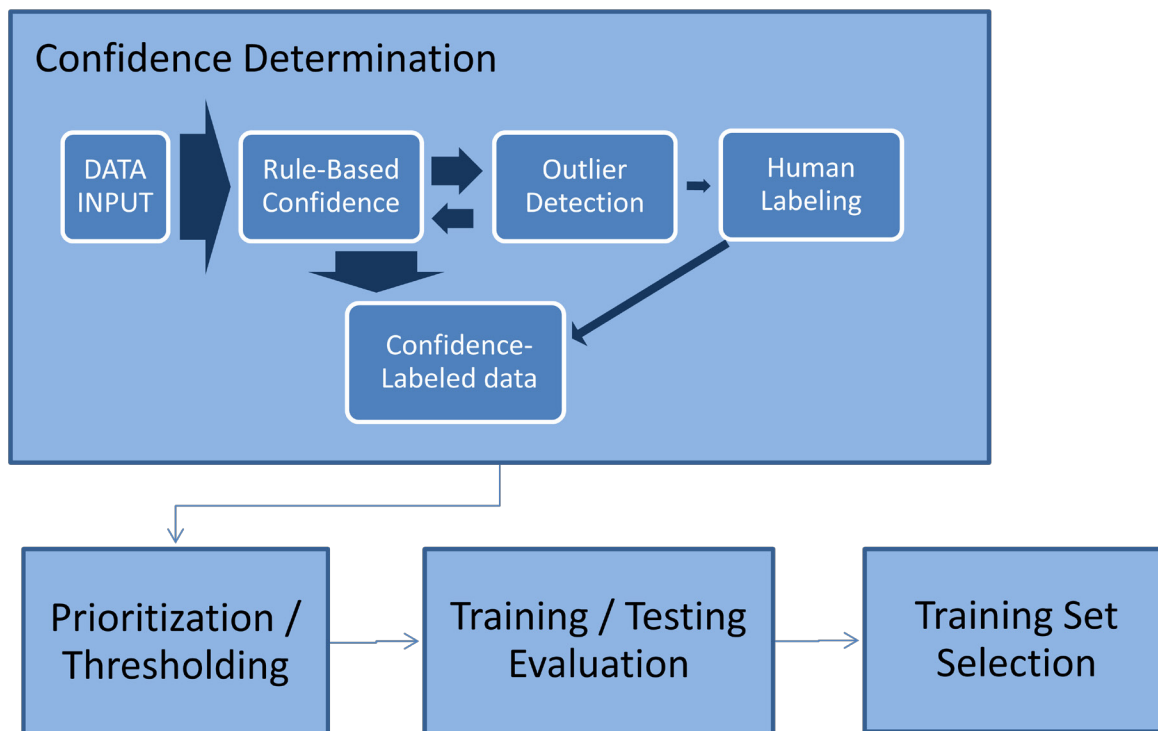 Confidence Determination
DATA
INPUT
Rule-Based
Confidence
Outlier
Detection
Human
Labeling
Confidence-
Labeled data
Prioritization /
Thresholding
Training / Testing
Evaluation
Training Set
Selection